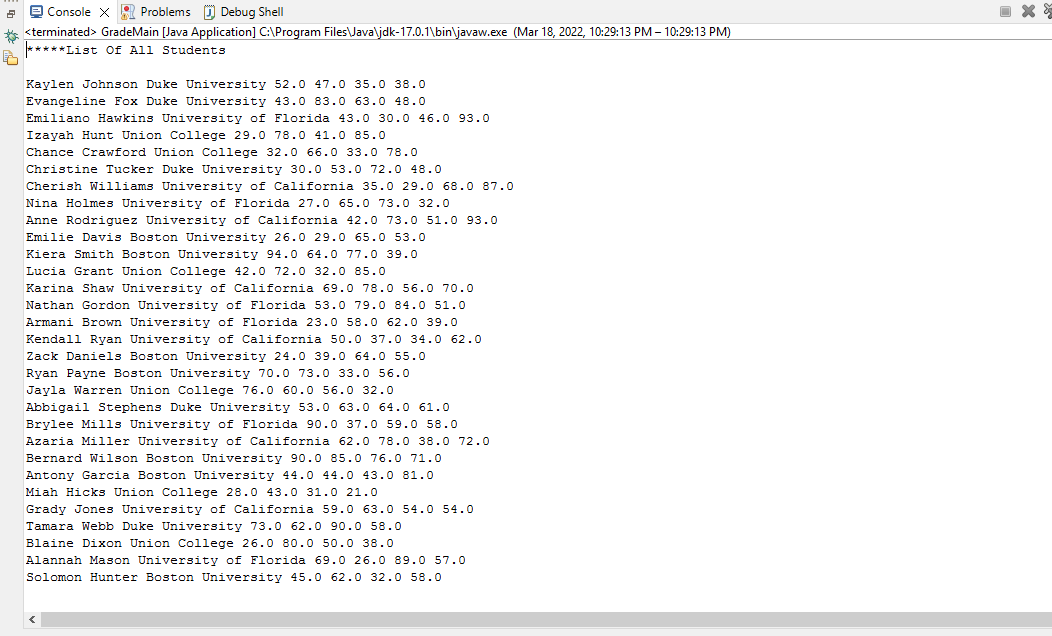 Console Problems Debug Shell
<terminated> GradeMain [Java Application] C:\Program Files\Java\jdk-17.0.1\bin\javaw.exe (Mar 18, 2022, 10:29:13 PM – 10:29:13 PM)
*****List Of All Students
Kaylen Johnson Duke University 52.0 47.0 35.0 38.0
Evangeline Fox Duke University 43.0 83.0 63.0 48.0
Emiliano Hawkins University of Florida 43.0 30.0 46.0 93.0
Izayah Hunt Union College 29.0 78.0 41.0 85.0
Chance Crawford Union College 32.0 66.0 33.0 78.0
Christine Tucker Duke University 30.0 53.0 72.0 48.0
Cherish Williams University of California 35.0 29.0 68.0 87.0
Nina Holmes University of Florida 27.0 65.0 73.0 32.0
Anne Rodriguez University of California 42.0 73.0 51.0 93.0
Emilie Davis Boston University 26.0 29.0 65.0 53.0
Kiera Smith Boston University 94.0 64.0 77.0 39.0
Lucia Grant Union College 42.0 72.0 32.0 85.0
Karina Shaw University of California 69.0 78.0 56.0 70.0
Nathan Gordon University of Florida 53.0 79.0 84.0 51.0
Armani Brown University of Florida 23.0 58.0 62.0 39.0
Kendall Ryan University of California 50.0 37.0 34.0 62.0
Zack Daniels Boston University 24.0 39.0 64.0 55.0
Ryan Payne Boston University 70.0 73.0 33.0 56.0
Jayla Warren Union College 76.0 60.0 56.0 32.0
Abbigail Stephens Duke University 53.0 63.0 64.0 61.0
Brylee Mills University of Florida 90.0 37.0 59.0 58.0
Azaria Miller University of California 62.0 78.0 38.0 72.0
Bernard Wilson Boston University 90.0 85.0 76.0 71.0
Antony Garcia Boston University 44.0 44.0 43.0 81.0
Miah Hicks Union College 28.0 43.0 31.0 21.0
Grady Jones University of California 59.0 63.0 54.0 54.0
Tamara Webb Duke University 73.0 62.0 90.0 58.0
Blaine Dixon Union College 26.0 80.0 50.0 38.0
Alannah Mason University of Florida 69.0 26.0 89.0 57.0
Solomon Hunter Boston University 45.0 62.0 32.0 58.0